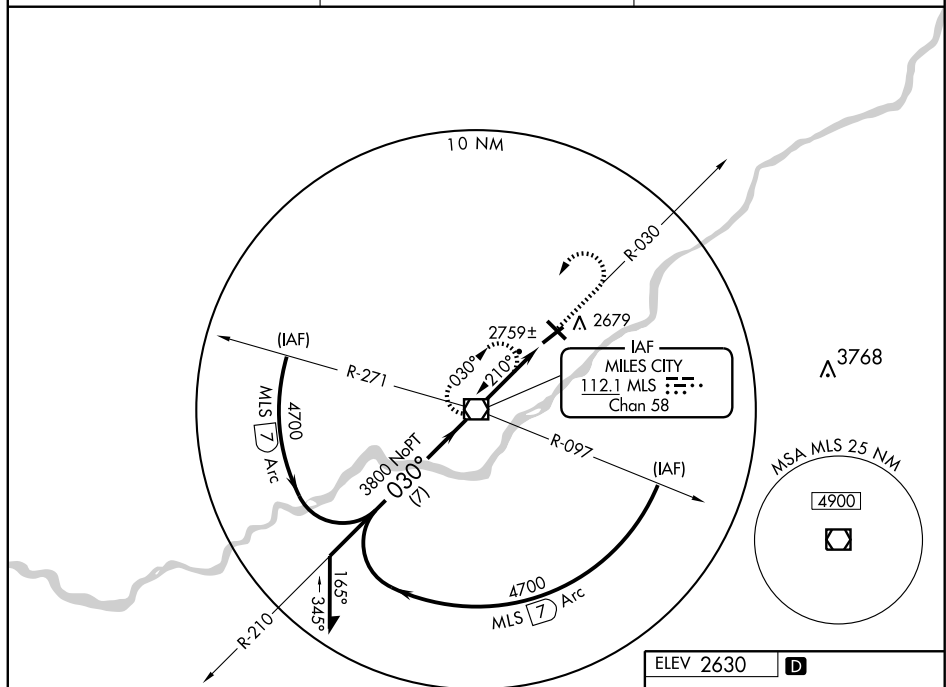 10 NM
R-030
2759±
2679
(IAF)
030°
210°
IAF
MILES CITY
112.1 MLS
Chan 58
3768
R-271
MLS 7 Arc
4700
R-097
(IAF)
3800 NoPT
030°
(7)
MSA MLS 25 NM
4900
165°
345°
4700
MLS 7 Arc
R-210
ELEV 2630 D